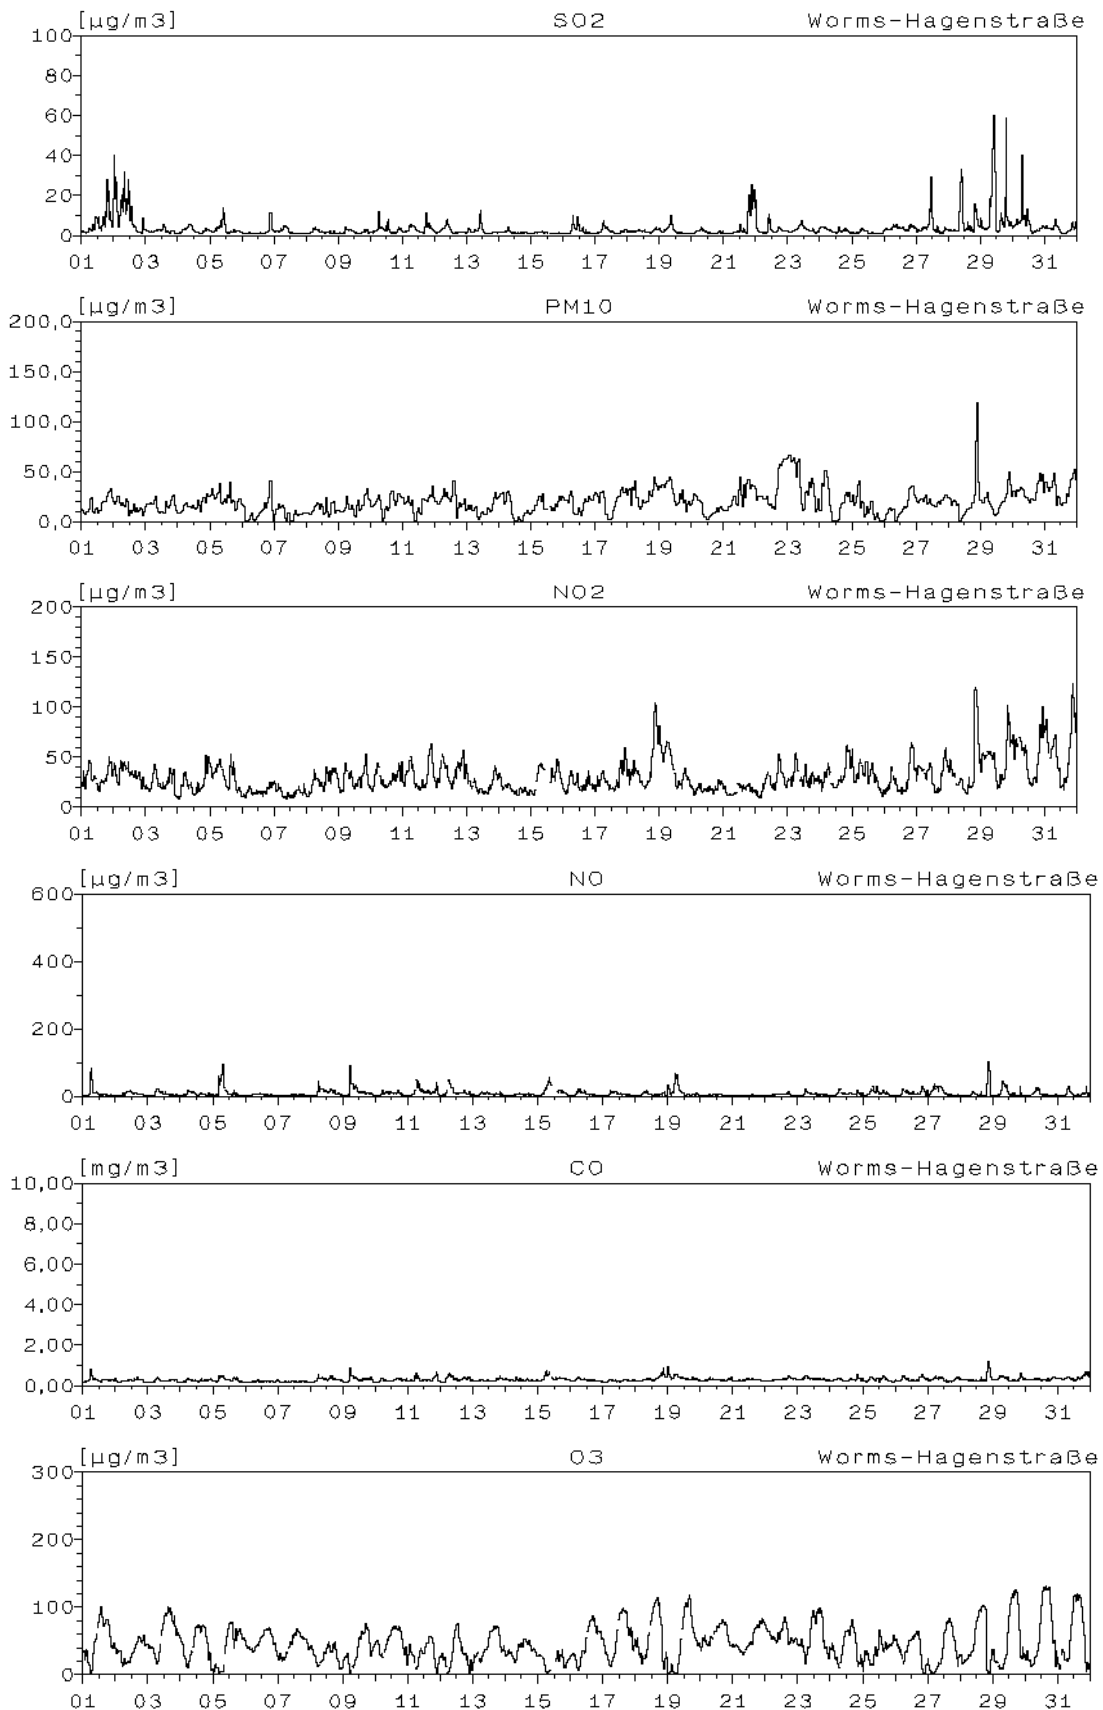 [µg/m3] SO2 Worms-Hagenstraße
100
80
60
40
20
0
01 03 05 07 09 11 13 15 17 19 21 23 25 27 29 31
[µg/m3] PM10 Worms-Hagenstraße
200,0
150,0
100,0
50,0
0,0
01 03 05 07 09 11 13 15 17 19 21 23 25 27 29 31
[µg/m3] NO2 Worms-Hagenstraße
200
150
100
50
0
01 03 05 07 09 11 13 15 17 19 21 23 25 27 29 31
[µg/m3] NO Worms-Hagenstraße
600
400
200
0
01 03 05 07 09 11 13 15 17 19 21 23 25 27 29 31
[mg/m3] CO Worms-Hagenstraße
10,00
8,00
6,00
4,00
2,00
0,00
01 03 05 07 09 11 13 15 17 19 21 23 25 27 29 31
[µg/m3] O3 Worms-Hagenstraße
300
200
100
0
01 03 05 07 09 11 13 15 17 19 21 23 25 27 29 31